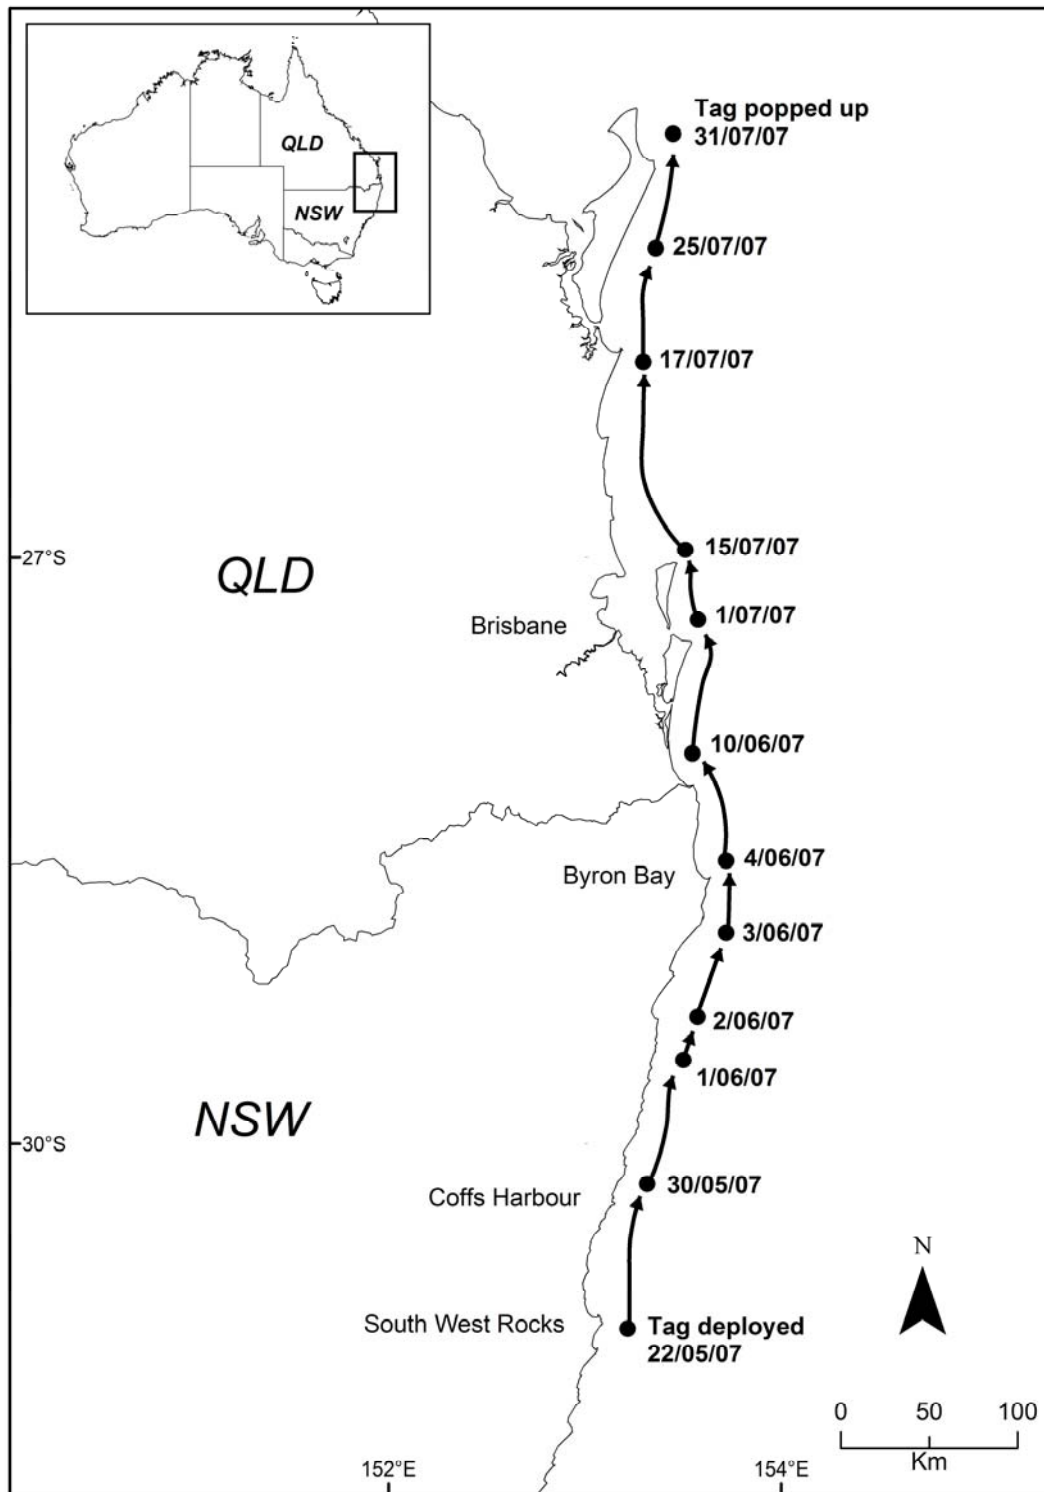 QLD
NSW
Tag popped up
31/07/07
25/07/07
17/07/07
27°S
15/07/07
QLD
1/07/07
Brisbane
10/06/07
4/06/07
Byron Bay
3/06/07
2/06/07
1/06/07
NSW
30°S
30/05/07
Coffs Harbour
N
South West Rocks
Tag deployed
22/05/07
0 50 100
Km
152°E
154°E